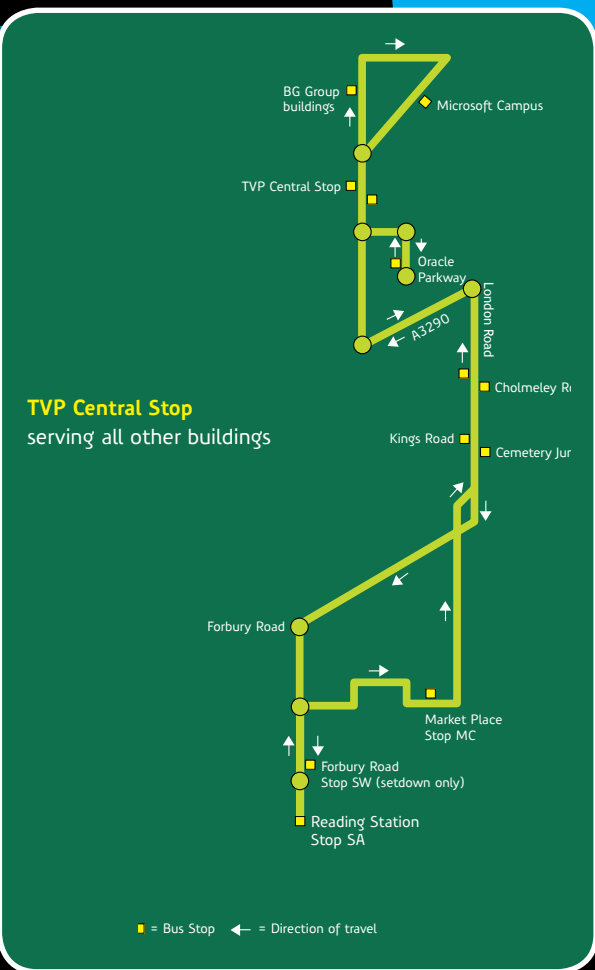 BG Group
buildings
Microsoft Campus
TVP Central Stop
Oracle
Parkway
London Road
A3290
Cholmeley
TVP Central Stop
serving all other buildings
Kings Road
Cemetery
Forbury Road
Market Place
Stop MC
Forbury Road
Stop SW (setdown only)
Reading Station
Stop SA
= Bus Stop
= Direction of travel